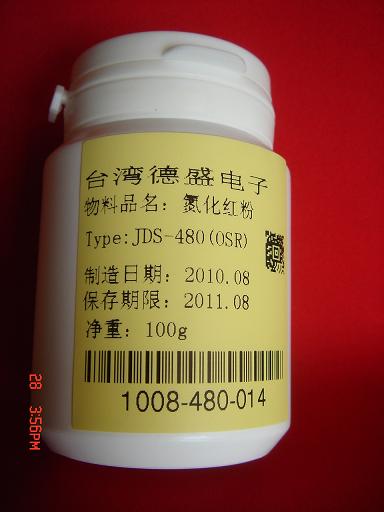 台湾德盛电子
物料品名：氮化红粉
Type:JDS-480(OSR)
制造日期：2010.08
保存期限：2011.08
净重：100g
1008-480-014
28 3:56PM